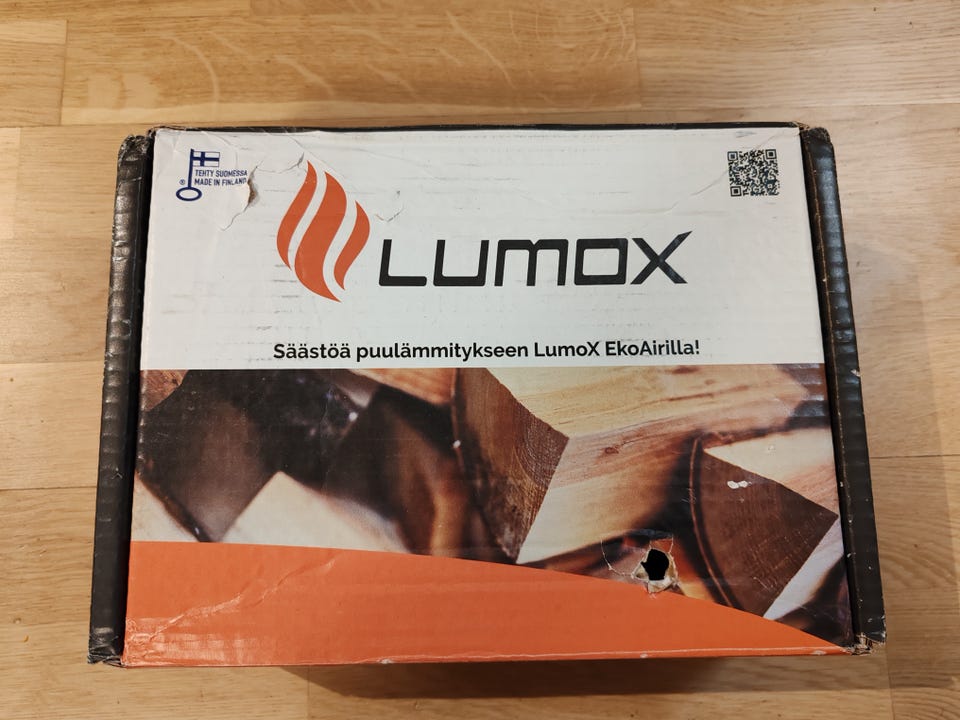 TEHTY SUOMESSA
® MADE IN FINLAND
LUMOX
Säästöä puulämmitykseen LumoX EkoAirilla!